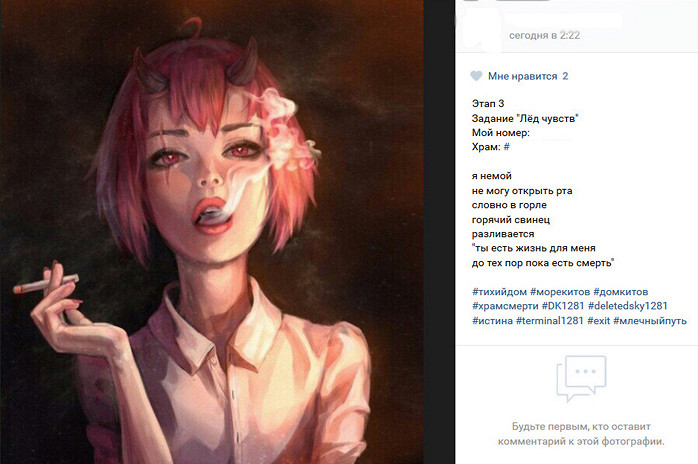 сегодня в 2:22
Мне нравится 2
Этап 3
Задание "Лёд чувств"
Мой номер:
Храм: #
я немой
не могу открыть рта
словно в горле
горячий свинец
разливается
"ты есть жизнь для меня
до тех пор пока есть смерть"
#тихийдом #морекитов #домкитов
#храмсмерти #DK1281 #deletedsky1281
#истина #terminal1281 #exit #млечныйпуть
Будьте первым, кто оставит
комментарий к этой фотографии.